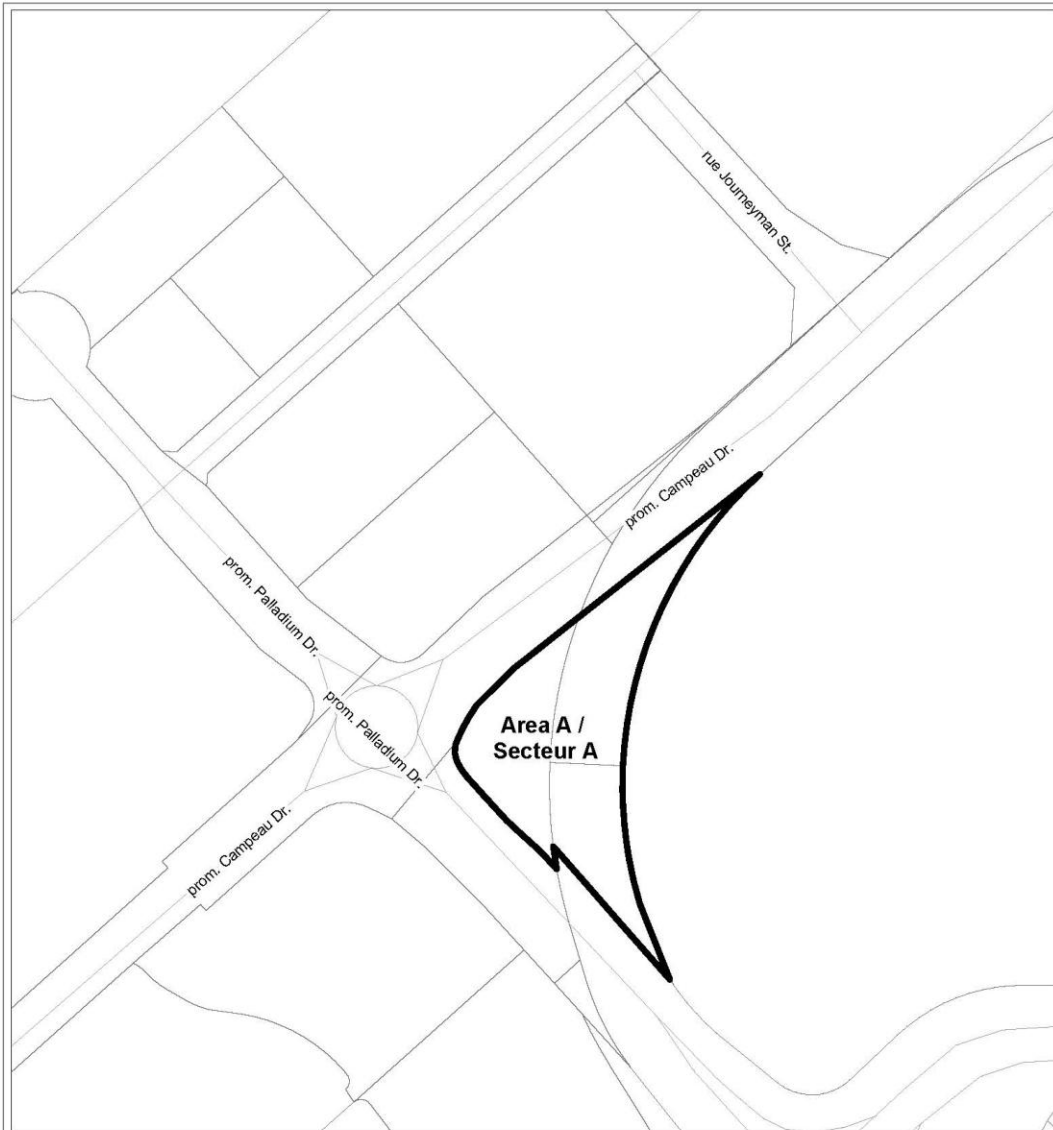 rue Journeyman St.
prom. Campeau Dr.
prom. Palladium Dr.
prom. Palladium Dr.
Area A /
Secteur A
prom. Campeau Dr.